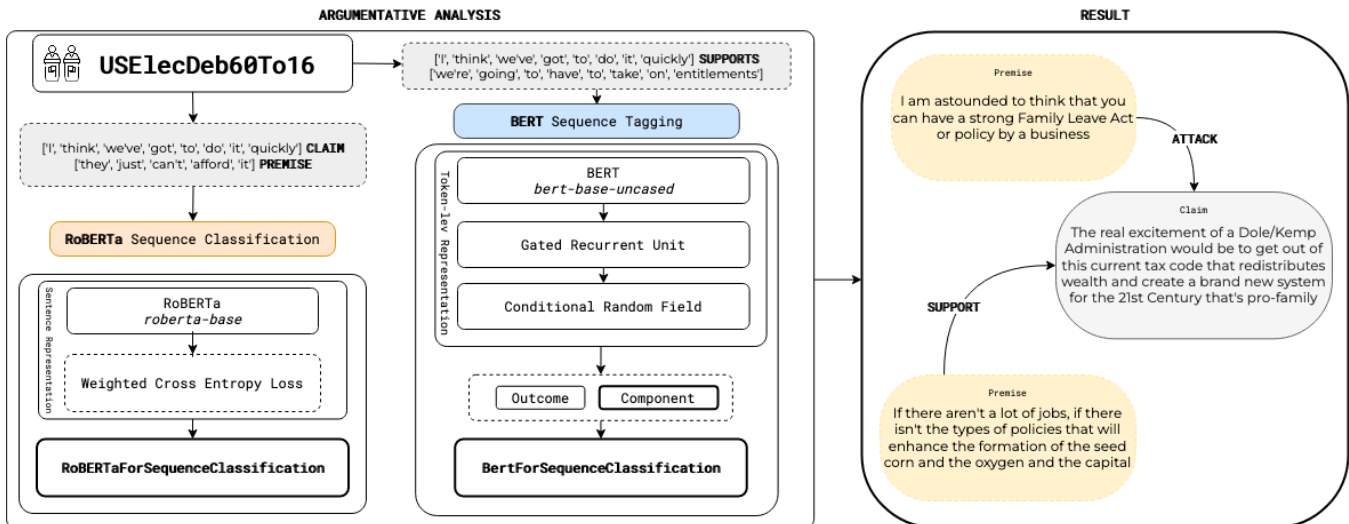 ARGUMENTATIVE ANALYSIS
USElecDeb60To16
['I', 'think', 'we've', 'got', 'to', 'do', 'it', 'quickly'] CLAIM
['they', 'just', 'can't', 'afford', 'it'] PREMISE
RoBERTa Sequence Classification
Sentence Representation
RoBERTa
roberta-base
Weighted Cross Entropy Loss
RoBERTaForSequenceClassification
['I', 'think', 'we've', 'got', 'to', 'do', 'it', 'quickly'] SUPPORTS
['we're', 'going', 'to', 'have', 'to', 'take', 'on', 'entitlements']
BERT Sequence Tagging
Token-lev Representation
BERT
bert-base-uncased
Gated Recurrent Unit
Conditional Random Field
Outcome
Component
BertForSequenceClassification
RESULT
Premise
I am astounded to think that you
can have a strong Family Leave Act
or policy by a business
ATTACK
Claim
The real excitement of a Dole/Kemp
Administration would be to get out of
this current tax code that redistributes
wealth and create a brand new system
for the 21st Century that's pro-family
SUPPORT
Premise
If there aren't a lot of jobs, if there
isn't the types of policies that will
enhance the formation of the seed
corn and the oxygen and the capital